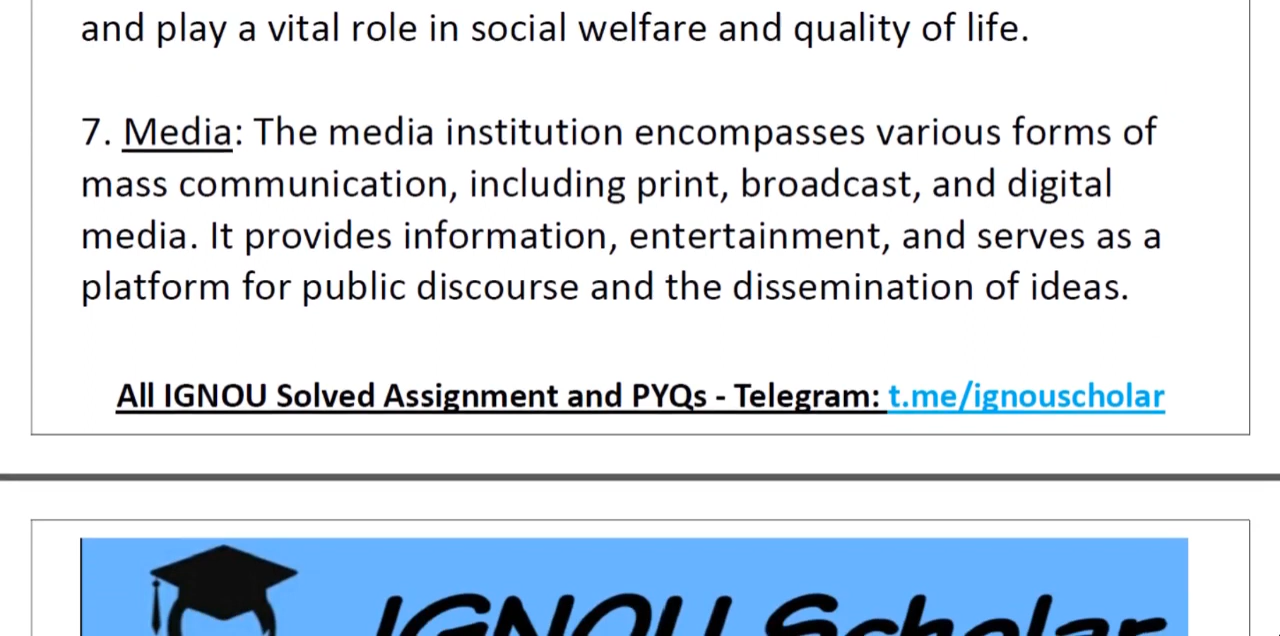 and play a vital role in social welfare and quality of life.
7. Media: The media institution encompasses various forms of
mass communication, including print, broadcast, and digital
media. It provides information, entertainment, and serves as a
platform for public discourse and the dissemination of ideas.
All IGNOU Solved Assignment and PYQs - Telegram: t.me/ignouscholar
IGNOU Scholar